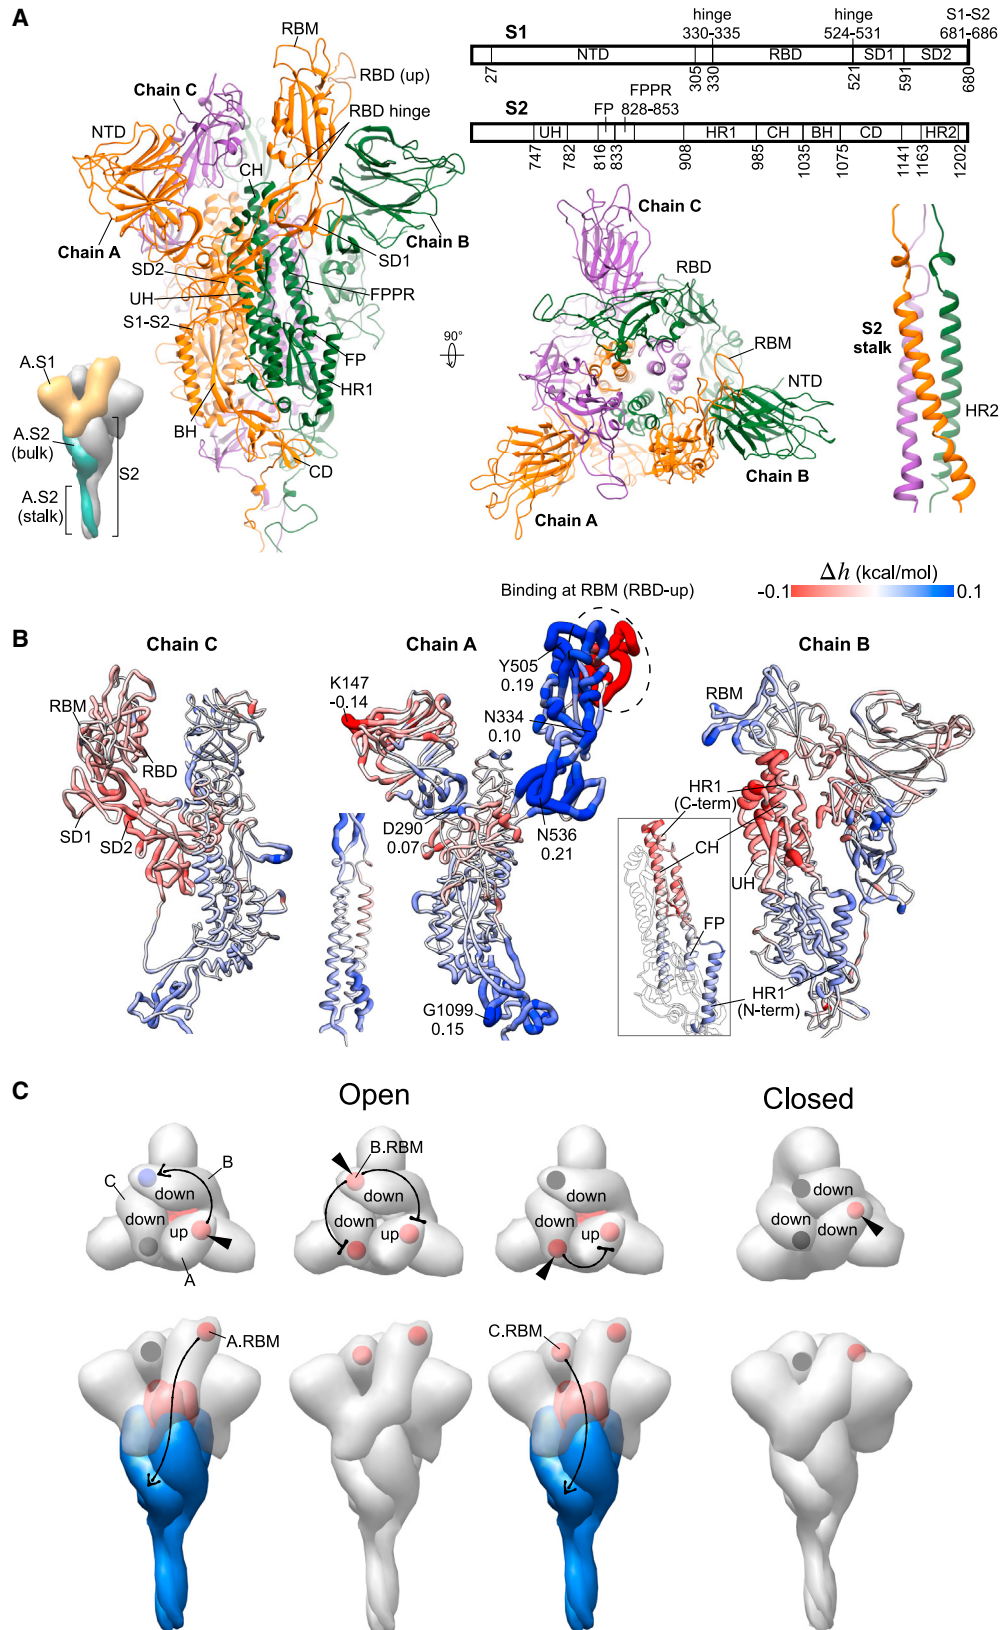 A
RBM
RBD (up)
Chain C
RBD hinge
NTD
CH
Chain A
Chain B
SD1
SD2
UH
FPPR
S1-S2
FP
HR1
BH
CD
A.S1
A.S2
(bulk)
S2
A.S2
(stalk)
90°
hinge
330-335
hinge
524-531
S1-S2
681-686
S1
NTD
RBD
SD1
SD2
27
305
330
521
591
680
FPPR
828-853
S2
FP
UH
HR1
CH
BH
CD
HR2
747
782
816
833
908
985
1035
1075
1141
1163
1202
Chain C
RBD
RBM
NTD
Chain B
Chain A
S2
stalk
HR2
Δh (kcal/mol)
-0.1
0.1
B
Binding at RBM (RBD-up)
Chain C
Chain A
Chain B
RBM
RBD
SD1
SD2
K147
-0.14
Y505
0.19
N334
0.10
D290
0.07
N536
0.21
G1099
0.15
RBM
HR1
(C-term)
CH
UH
FP
HR1
(N-term)
C
Open
Closed
C
B
down
down
up
A
B.RBM
down
down
up
down
down
up
down
down
down
A.RBM
C.RBM